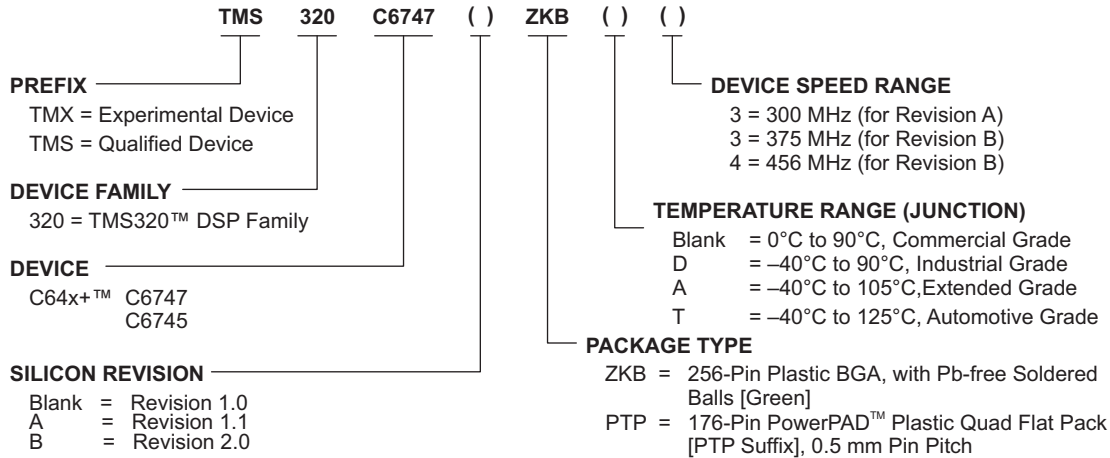 TMS 320 C6747 ( ) ZKB ( ) ( )
PREFIX
TMX = Experimental Device
TMS = Qualified Device
DEVICE FAMILY
320 = TMS320™ DSP Family
DEVICE
C64x+™ C6747
C6745
SILICON REVISION
Blank = Revision 1.0
A = Revision 1.1
B = Revision 2.0
DEVICE SPEED RANGE
3 = 300 MHz (for Revision A)
3 = 375 MHz (for Revision B)
4 = 456 MHz (for Revision B)
TEMPERATURE RANGE (JUNCTION)
Blank = 0°C to 90°C, Commercial Grade
D = –40°C to 90°C, Industrial Grade
A = –40°C to 105°C,Extended Grade
T = –40°C to 125°C, Automotive Grade
PACKAGE TYPE
ZKB = 256-Pin Plastic BGA, with Pb-free Soldered
Balls [Green]
PTP = 176-Pin PowerPAD™ Plastic Quad Flat Pack
[PTP Suffix], 0.5 mm Pin Pitch